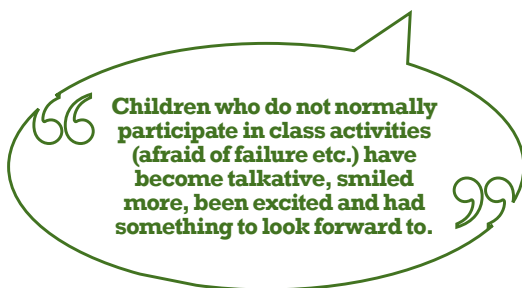 Children who do not normally
participate in class activities
(afraid of failure etc.) have
become talkative, smiled
more, been excited and had
something to look forward to.